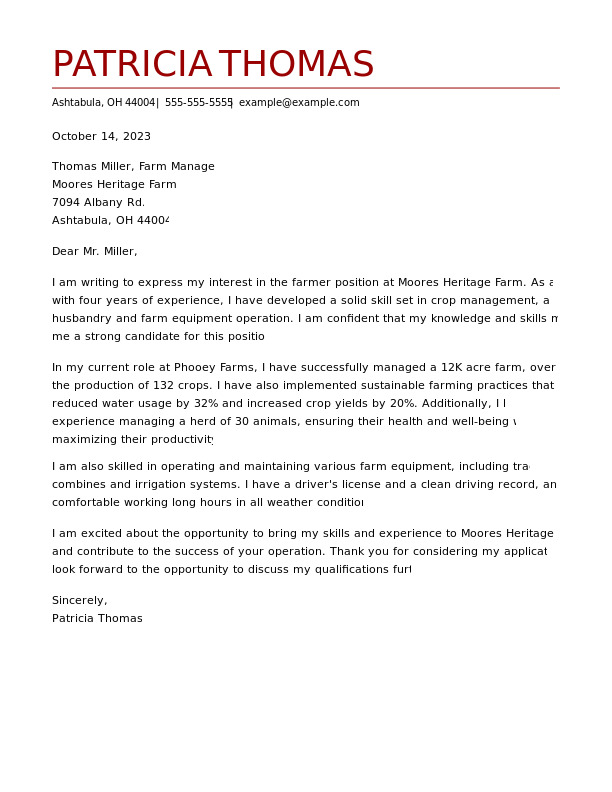 PATRICIA THOMAS
Ashtabula, OH 44004 | 555-555-5555 | example@example.com
October 14, 2023
Thomas Miller, Farm Manage
Moores Heritage Farm
7094 Albany Rd.
Ashtabula, OH 44004
Dear Mr. Miller,
I am writing to express my interest in the farmer position at Moores Heritage Farm. As a
with four years of experience, I have developed a solid skill set in crop management, a
husbandry and farm equipment operation. I am confident that my knowledge and skills m
me a strong candidate for this positio
In my current role at Phooey Farms, I have successfully managed a 12K acre farm, over
the production of 132 crops. I have also implemented sustainable farming practices that
reduced water usage by 32% and increased crop yields by 20%. Additionally, I
experience managing a herd of 30 animals, ensuring their health and well-being
maximizing their productivity
I am also skilled in operating and maintaining various farm equipment, including tra
combines and irrigation systems. I have a driver's license and a clean driving record, an
comfortable working long hours in all weather condition
I am excited about the opportunity to bring my skills and experience to Moores Heritage
and contribute to the success of your operation. Thank you for considering my applicat
look forward to the opportunity to discuss my qualifications furt
Sincerely,
Patricia Thomas